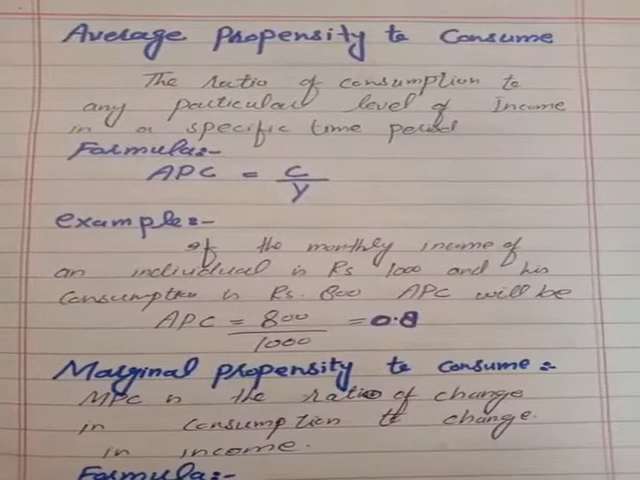 Average Propensity to Consume
The ratio of consumption to
any particular level of Income
in a specific time period
Formula:-
APC = C
Y
example:-
If the monthly income of
an individual is Rs 1000 and his
Consumption is Rs. 800 APC will be
APC = 800 = 0.8
1000
Marginal propensity to consume:-
MPC is the ratio of change
in consumption to change.
in income.
Formula:-